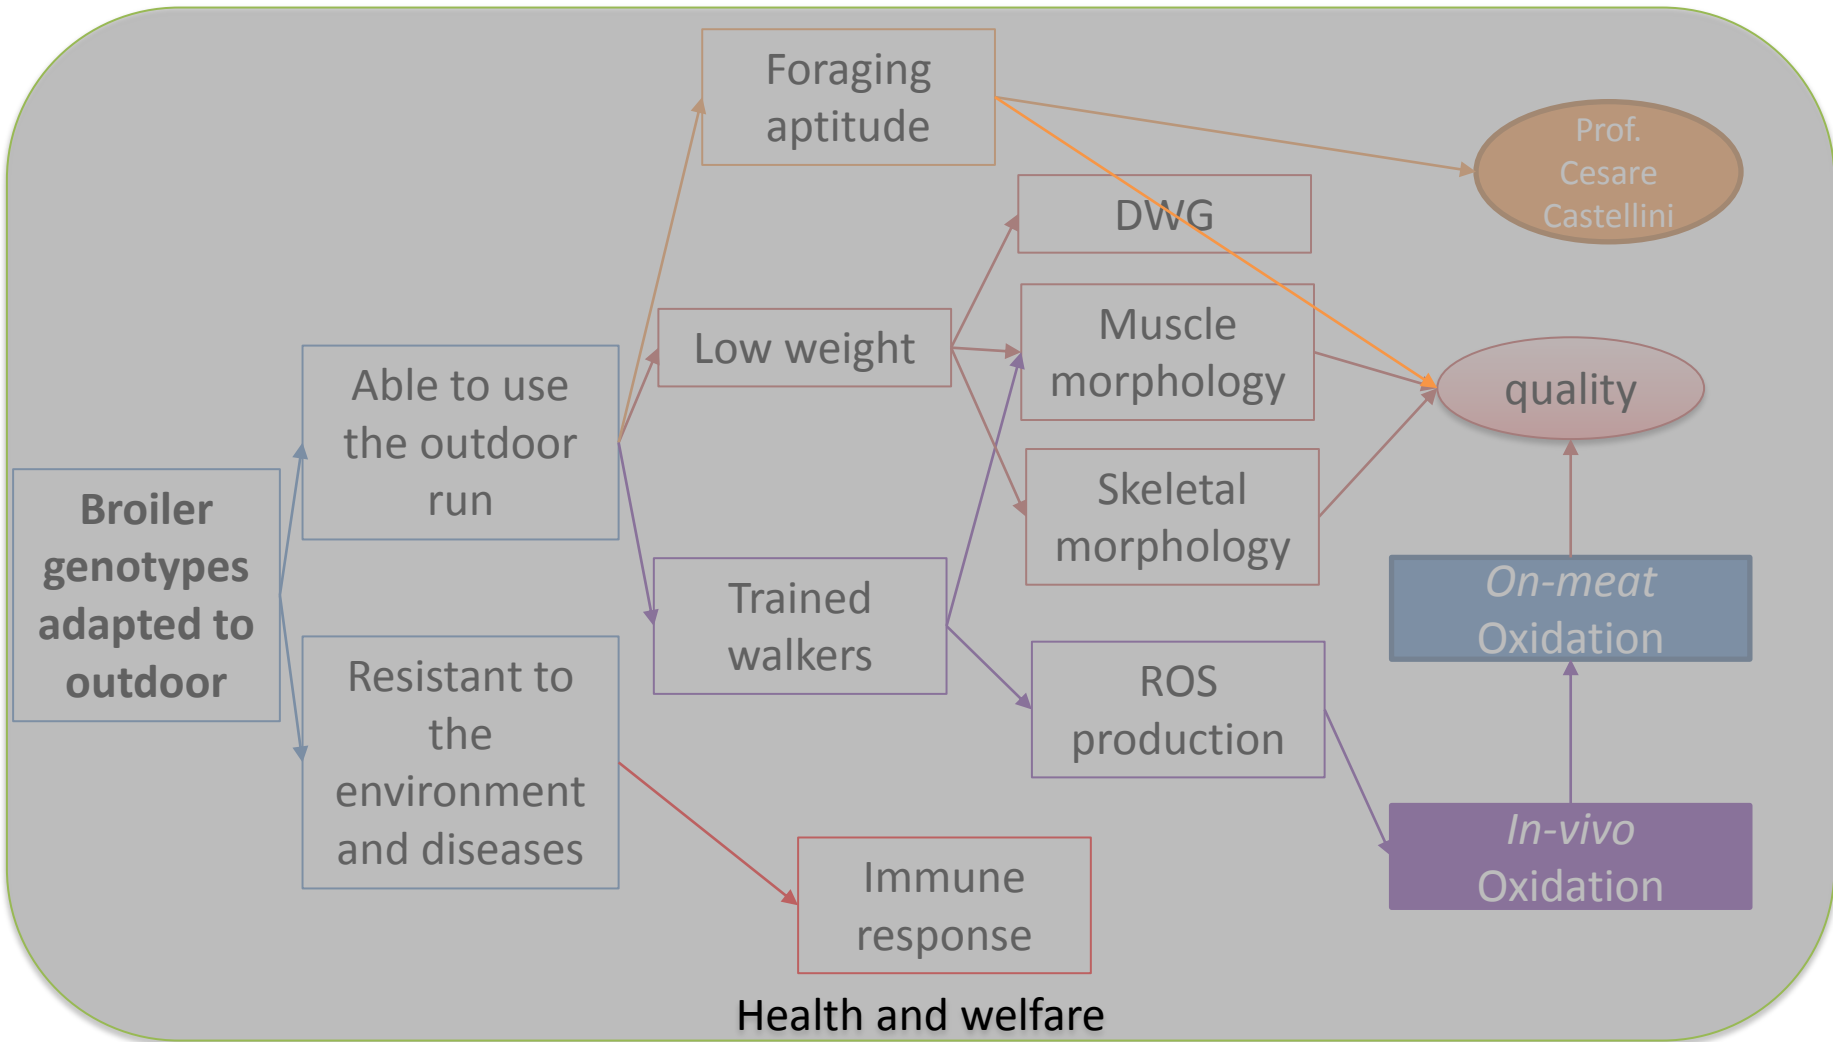 Foraging
aptitude
Prof.
Cesare
Castellini
DWG
Low weight
Muscle
morphology
quality
Able to use
the outdoor
run
Skeletal
morphology
Broiler
genotypes
adapted to
outdoor
Trained
walkers
On-meat
Oxidation
Resistant to
the
environment
and diseases
ROS
production
In-vivo
Oxidation
Immune
response
Health and welfare